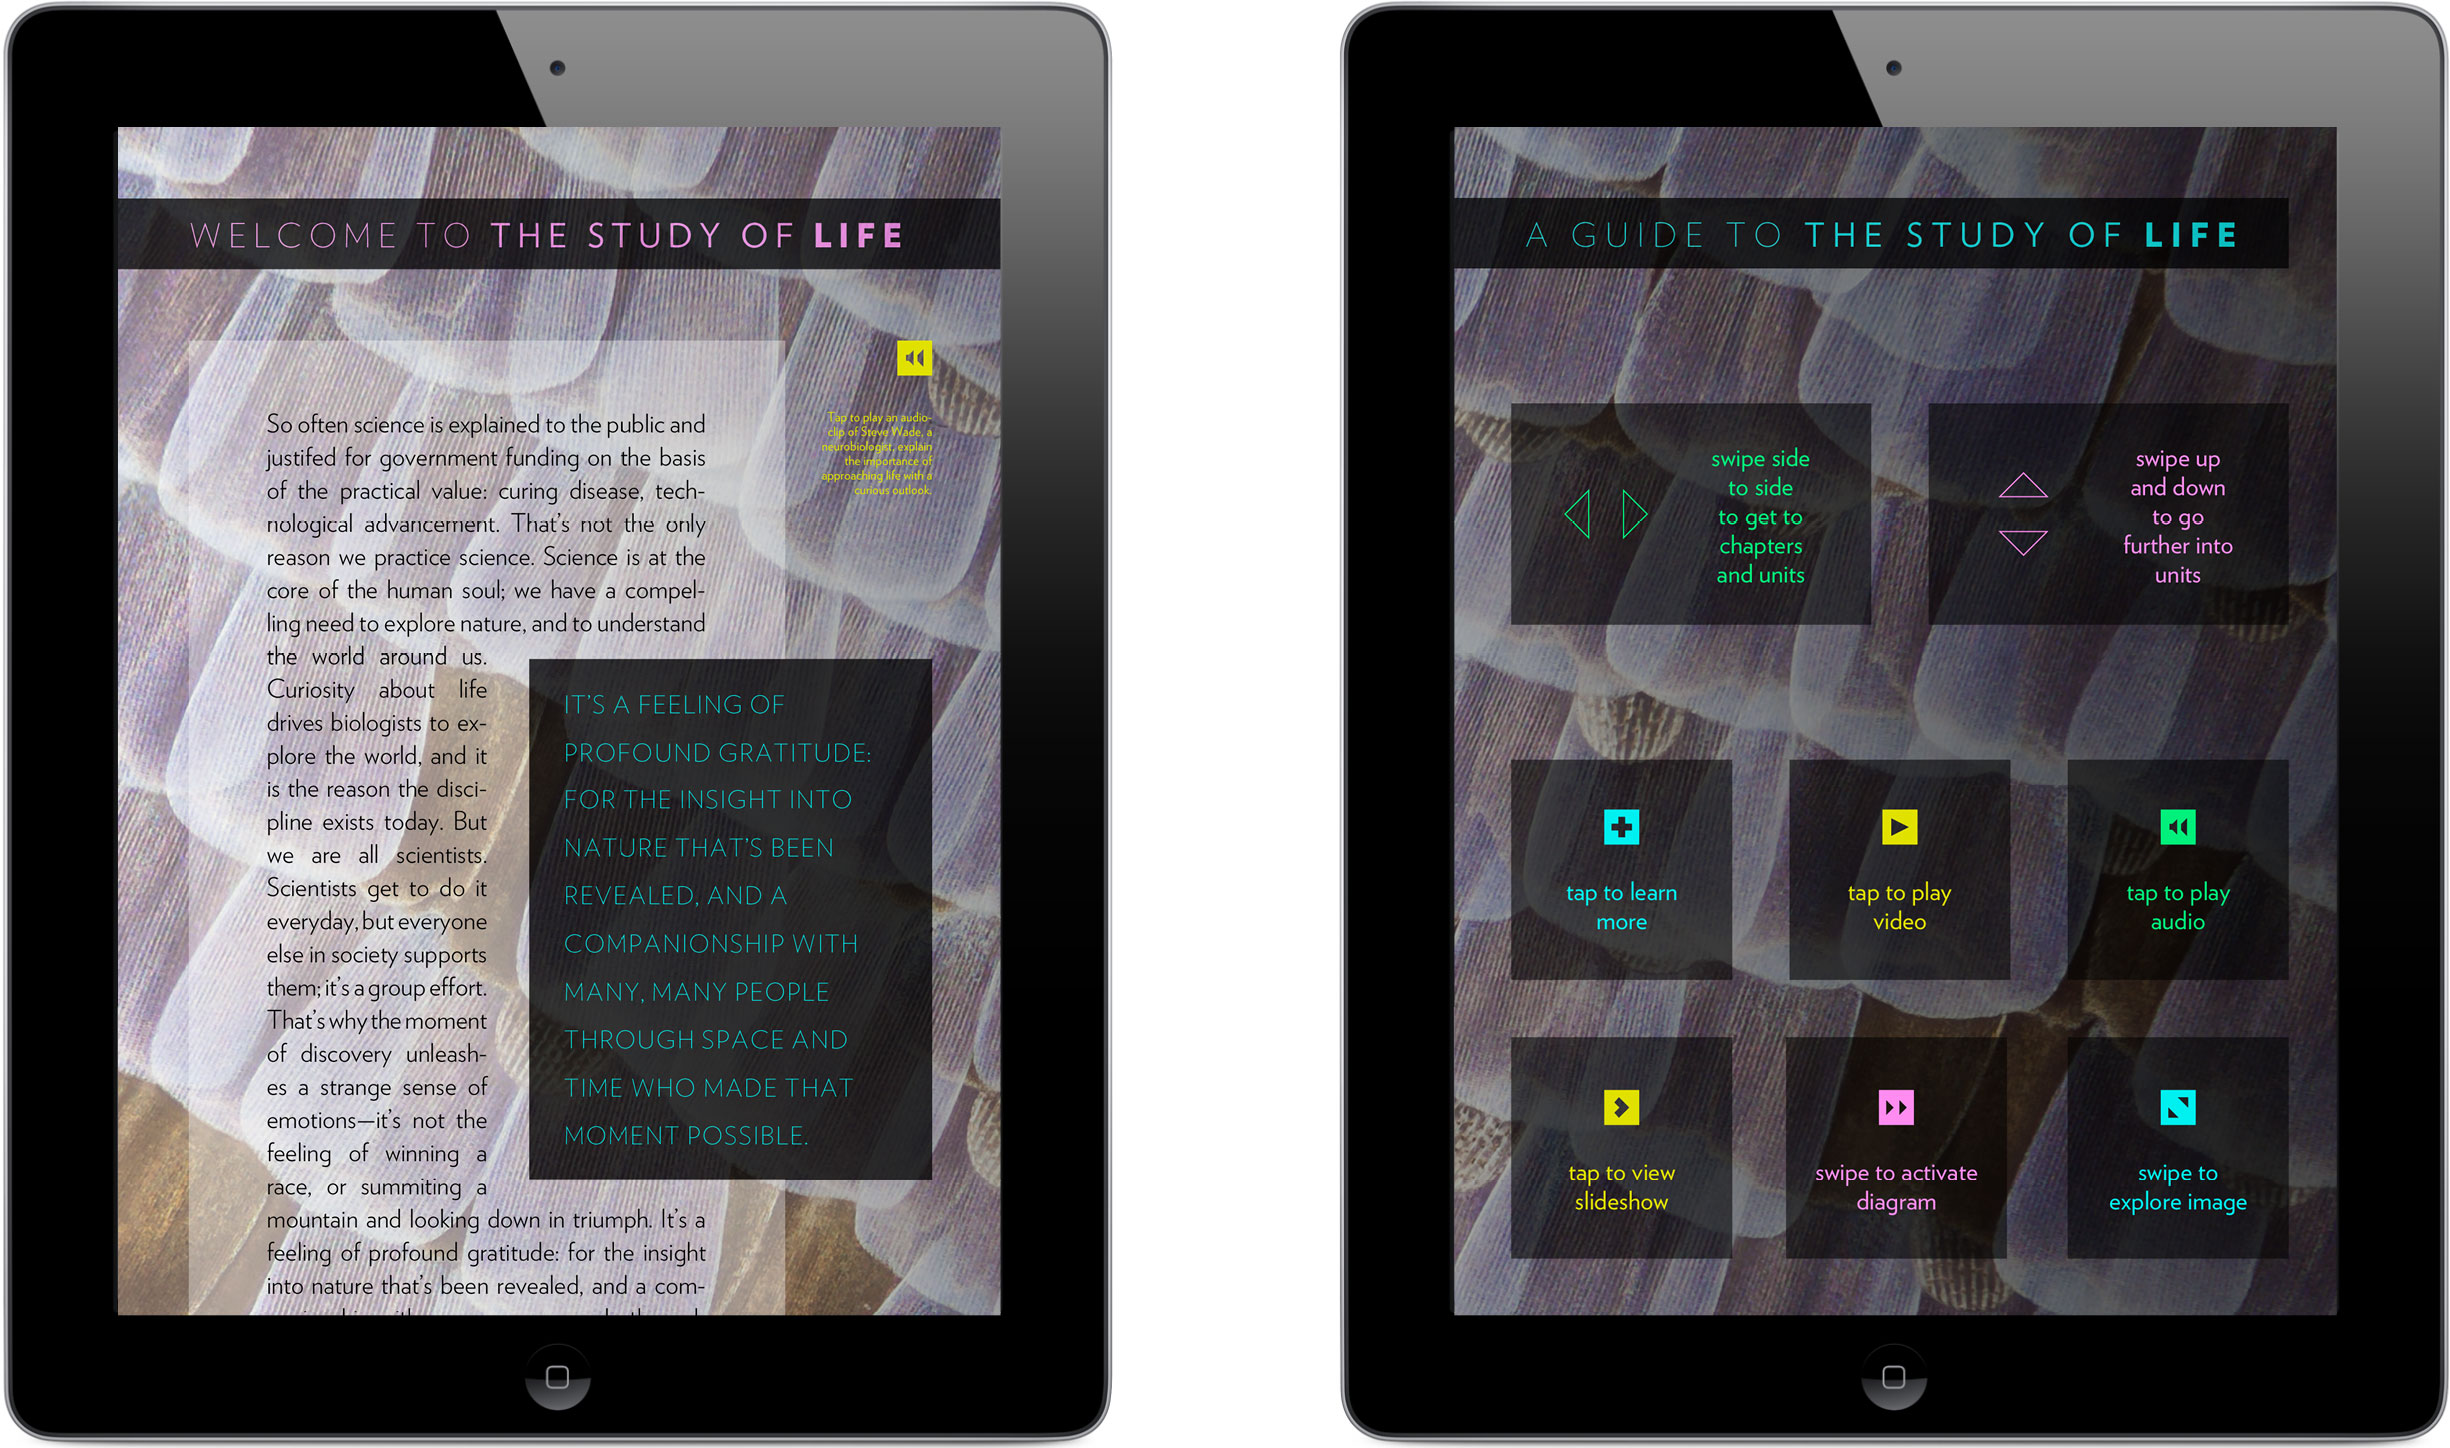 WELCOME TO THE STUDY OF LIFE
So often science is explained to the public and
justifed for government funding on the basis
of the practical value: curing disease, tech-
nological advancement. That's not the only
reason we practice science. Science is at the
core of the human soul; we have a compel-
ling need to explore nature, and to understand
the world around us.
Curiosity about life
drives biologists to ex-
plore the world, and it
is the reason the disci-
pline exists today. But
we are all scientists.
Scientists get to do it
everyday, but everyone
else in society supports
them; it's a group effort.
That's why the moment
of discovery unleash-
es a strange sense of
emotions—it's not the
feeling of winning a
race, or summiting a
mountain and looking down in triumph. It's a
feeling of profound gratitude: for the insight
into nature that's been revealed, and a com-
Tap to play an audio-
clip of Steve Wade, a
neurobiologist, explain
the importance of
approaching life with a
curious outlook.
IT'S A FEELING OF
PROFOUND GRATITUDE:
FOR THE INSIGHT INTO
NATURE THAT'S BEEN
REVEALED, AND A
COMPANIONSHIP WITH
MANY, MANY PEOPLE
THROUGH SPACE AND
TIME WHO MADE THAT
MOMENT POSSIBLE.
A GUIDE TO THE STUDY OF LIFE
swipe side
to side
to get to
chapters
and units
swipe up
and down
to go
further into
units
tap to learn
more
tap to play
video
tap to play
audio
tap to view
slideshow
swipe to activate
diagram
swipe to
explore image